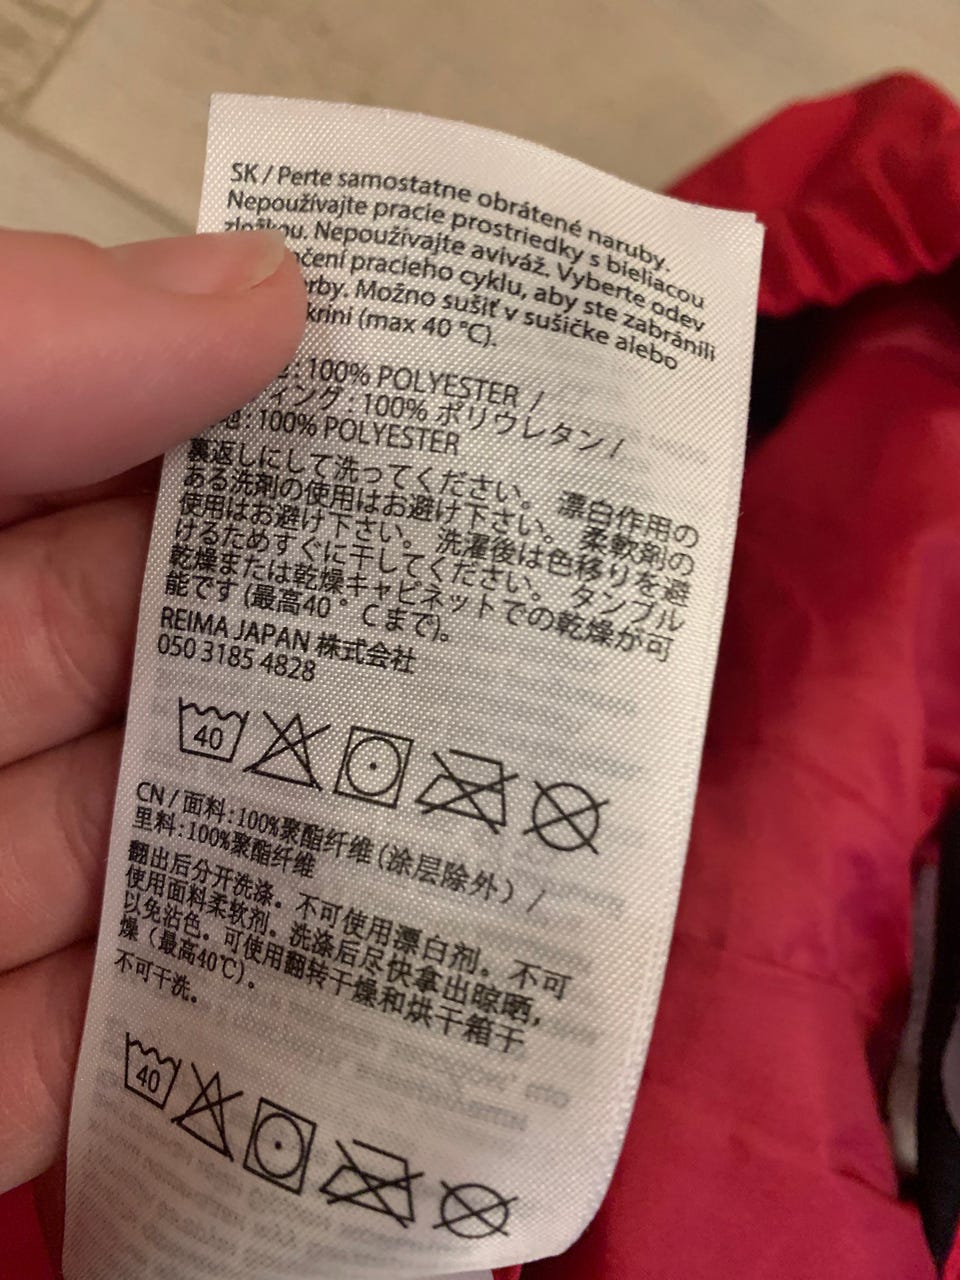 SK / Perte samostatne obrátené naruby.
Nepoužívajte pracie prostriedky s bieliacou
zložkou. Nepoužívajte aviváž. Vyberte odev
pracieho cyklu, aby ste zabránili
Možno sušiť v sušičke alebo
(max 40 °C).
: 100% POLYESTER /
ィング : 100% ポリウレタン /
地 : 100% POLYESTER
裏返しにして洗ってください。 漂白作用の
ある洗剤の使用はお避け下さい。 柔軟剤の
使用はお避け下さい。 洗濯後は色移りを避
けるためすぐに干してください。 タンブル
乾燥または乾燥キャビネットでの乾燥が可
能です (最高40 ° Cまで)。
REIMA JAPAN 株式会社
050 3185 4828
40
CN / 面料:100%聚酯纤维 (涂层除外) /
里料:100%聚酯纤维
翻出后分开洗涤。不可使用漂白剂。不可
使用面料柔软剂。洗涤后尽快拿出晾晒,
以免沾色。可使用翻转干燥和烘干箱干
燥 (最高40℃)。
不可干洗。
40